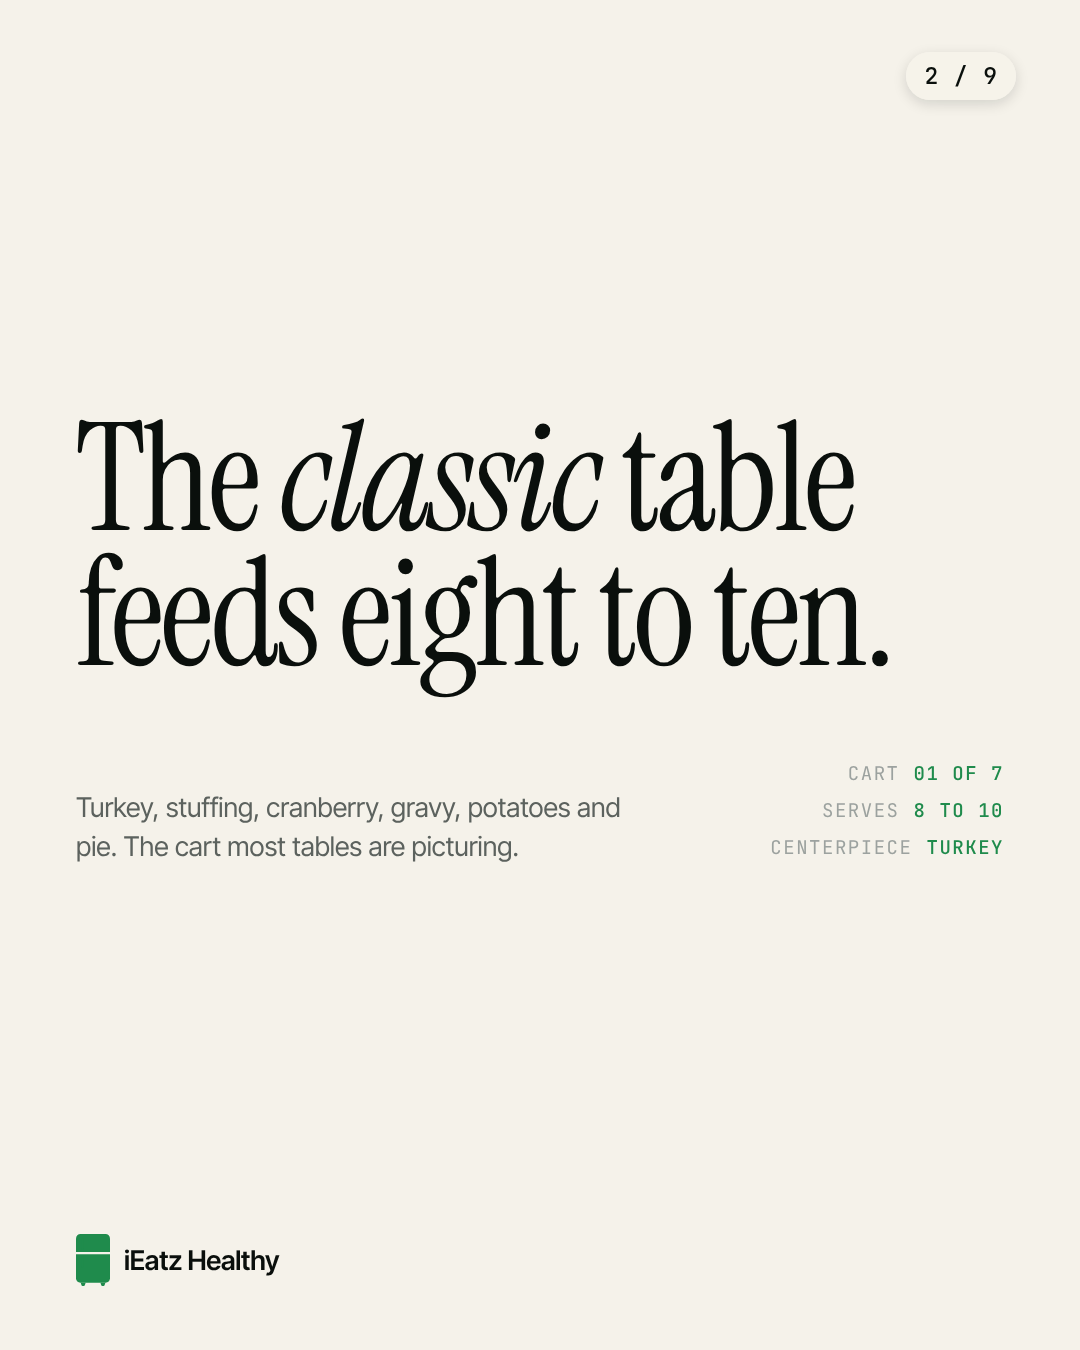 2 / 9
The classic table
feeds eight to ten.
Turkey, stuffing, cranberry, gravy, potatoes and
pie. The cart most tables are picturing.
CART 01 OF 7
SERVES 8 TO 10
CENTERPIECE TURKEY
iEatz Healthy